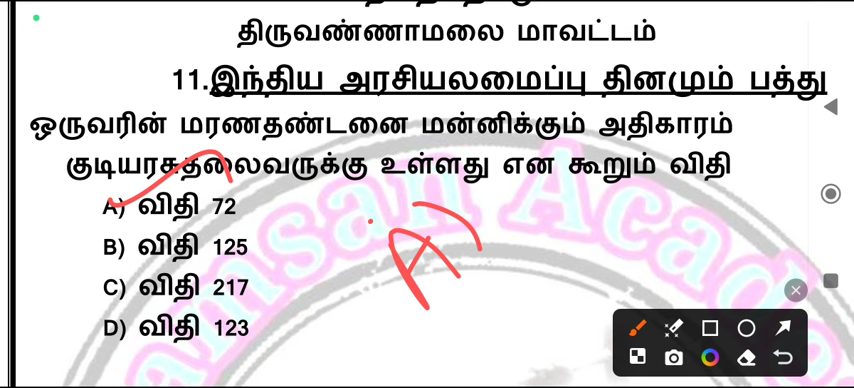 திருவண்ணாமலை மாவட்டம்
11.இந்திய அரசியலமைப்பு தினமும் பத்து
ஒருவரின் மரணதண்டனை மன்னிக்கும் அதிகாரம்
குடியரசுதலைவருக்கு உள்ளது என கூறும் விதி
A) விதி 72
B) விதி 125
C) விதி 217
D) விதி 123
A